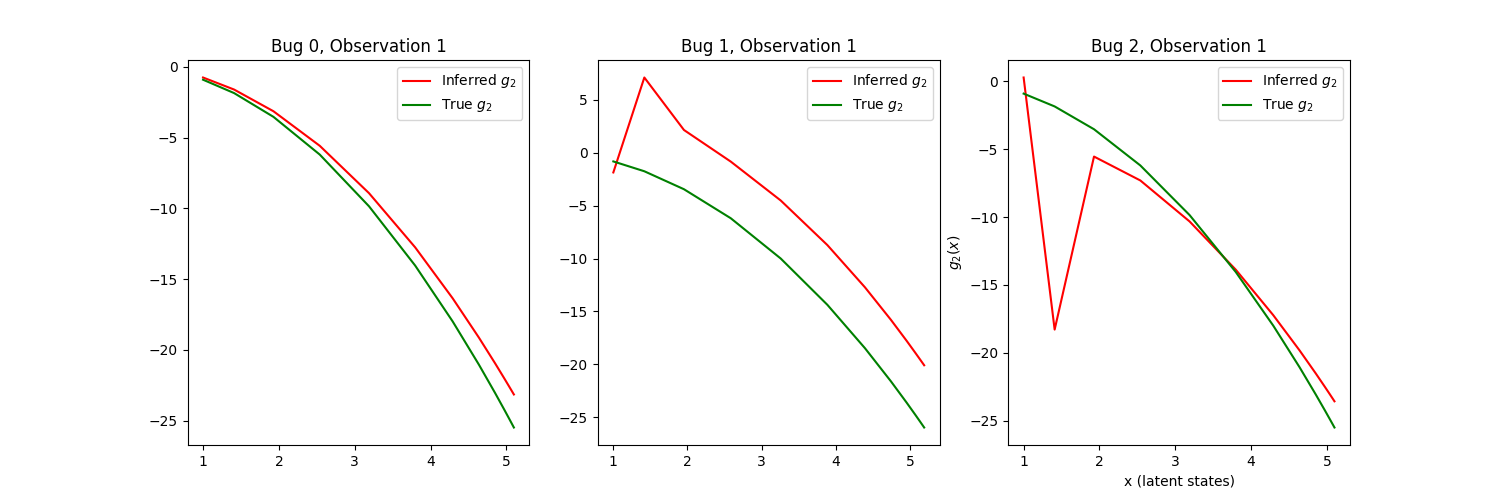 Bug 0, Observation 1
Inferred g₂
True g₂
0
−5
−10
−15
−20
−25
1 2 3 4 5
Bug 1, Observation 1
Inferred g₂
True g₂
5
0
−5
−10
−15
−20
−25
1 2 3 4 5
Bug 2, Observation 1
Inferred g₂
True g₂
g₂(x)
0
−5
−10
−15
−20
−25
1 2 3 4 5
x (latent states)